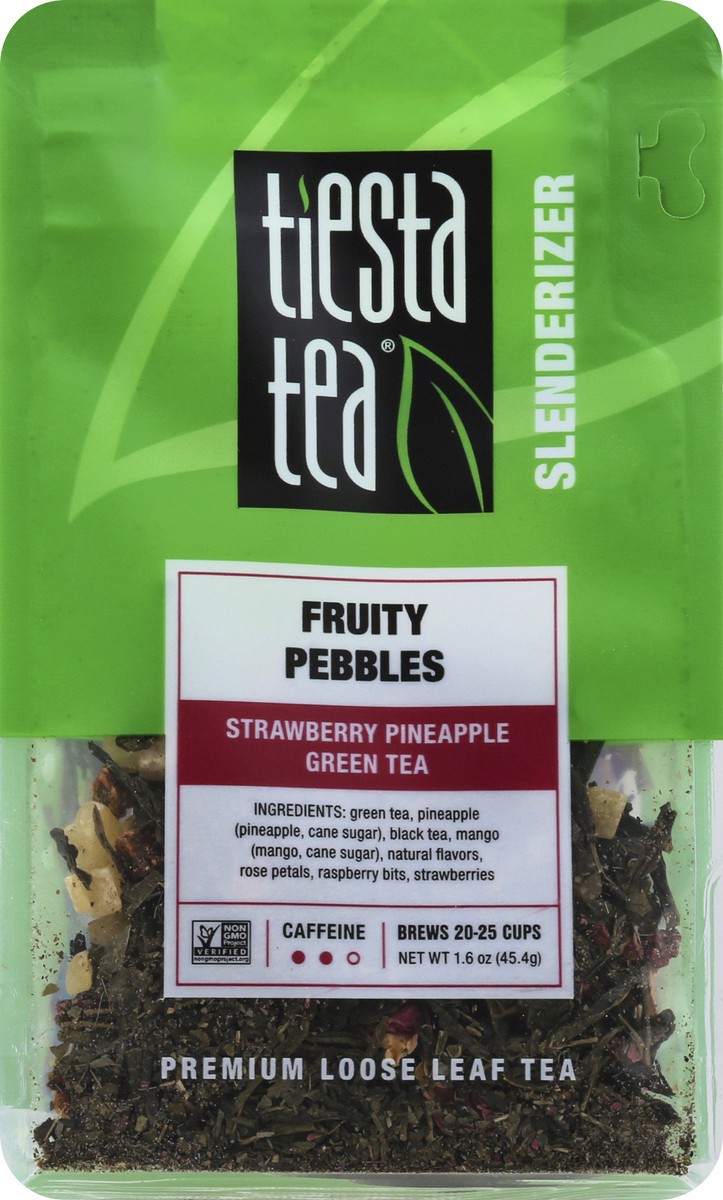 tiesta
tea®
SLENDERIZER
FRUITY
PEBBLES
STRAWBERRY PINEAPPLE
GREEN TEA
INGREDIENTS: green tea, pineapple
(pineapple, cane sugar), black tea, mango
(mango, cane sugar), natural flavors,
rose petals, raspberry bits, strawberries
NON
GMO
Project
VERIFIED
nongmoproject.org
CAFFEINE
BREWS 20-25 CUPS
NET WT 1.6 oz (45.4g)
PREMIUM LOOSE LEAF TEA